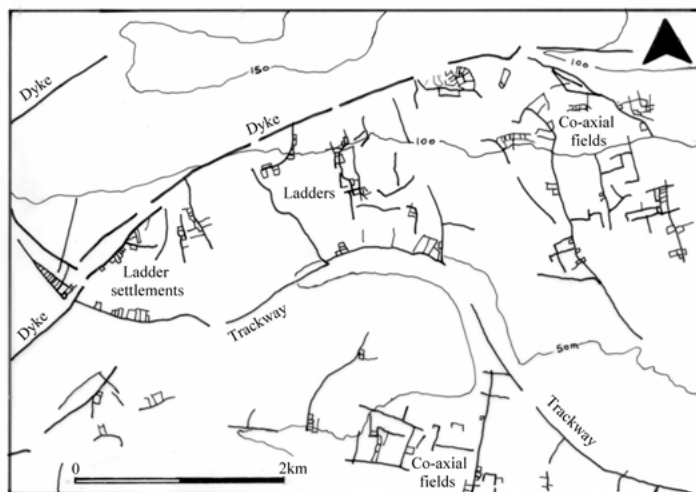 150
100
Dyke
Dyke
Co-axial
fields
100
Ladders
Ladder
settlements
Dyke
Trackway
50m
Trackway
Co-axial
fields
0
2km